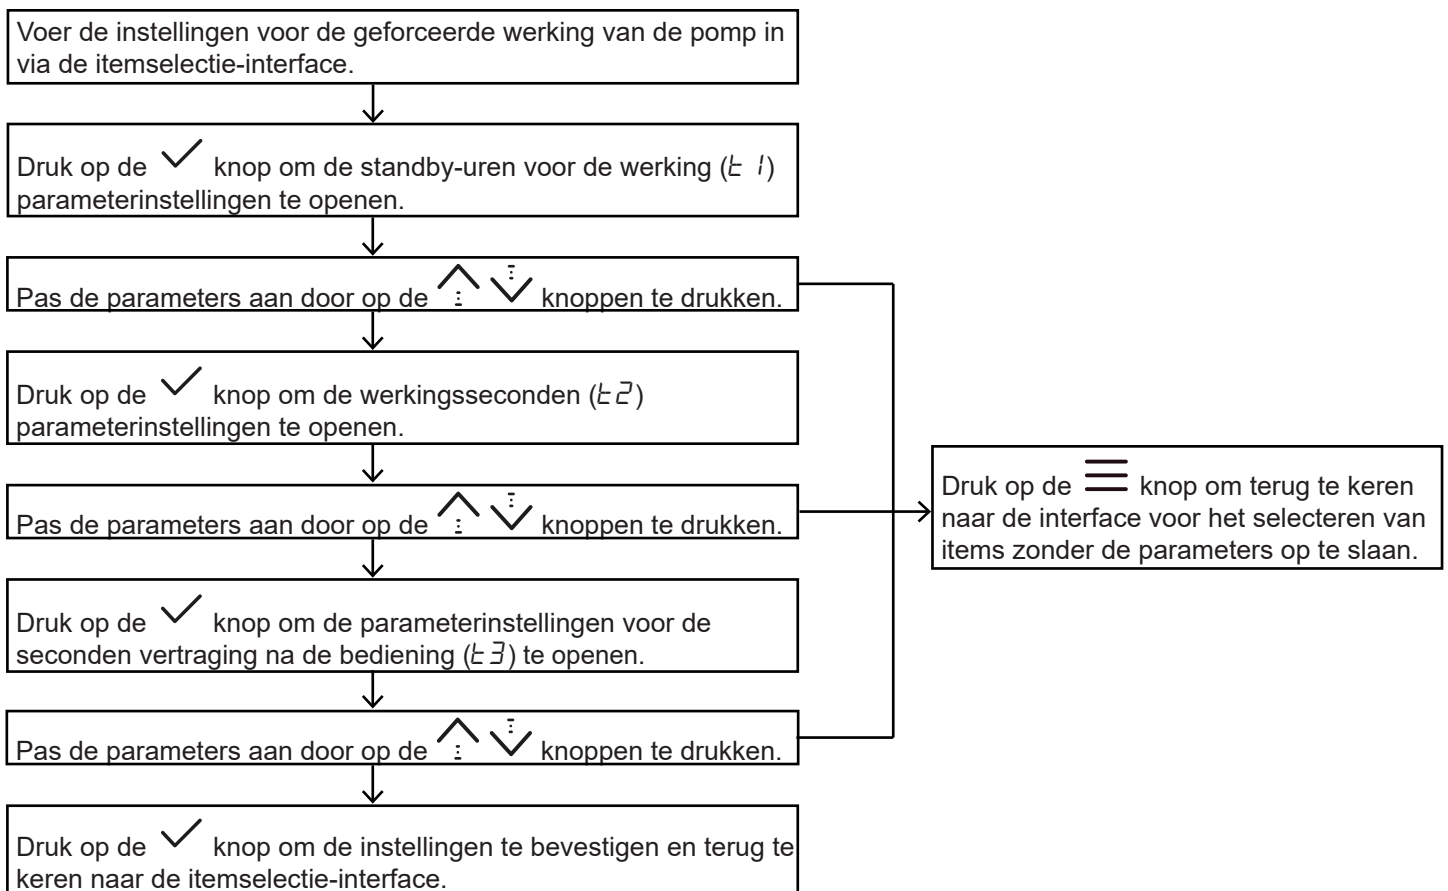 Voer de instellingen voor de geforceerde werking van de pomp in
via de itemselectie-interface.
Druk op de knop om de standby-uren voor de werking (t1)
parameterinstellingen te openen.
Pas de parameters aan door op de knoppen te drukken.
Druk op de knop om de werkingsseconden (t2)
parameterinstellingen te openen.
Pas de parameters aan door op de knoppen te drukken.
Druk op de knop om de parameterinstellingen voor de
seconden vertraging na de bediening (t3) te openen.
Pas de parameters aan door op de knoppen te drukken.
Druk op de knop om de instellingen te bevestigen en terug te
keren naar de itemselectie-interface.
Druk op de knop om terug te keren
naar de interface voor het selecteren van
items zonder de parameters op te slaan.